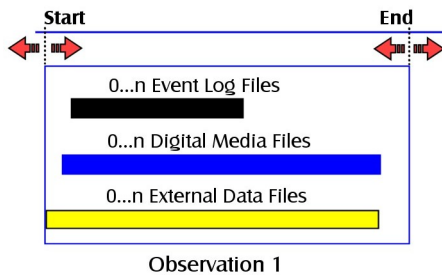 Start End
0...n Event Log Files
0...n Digital Media Files
0...n External Data Files
Observation 1